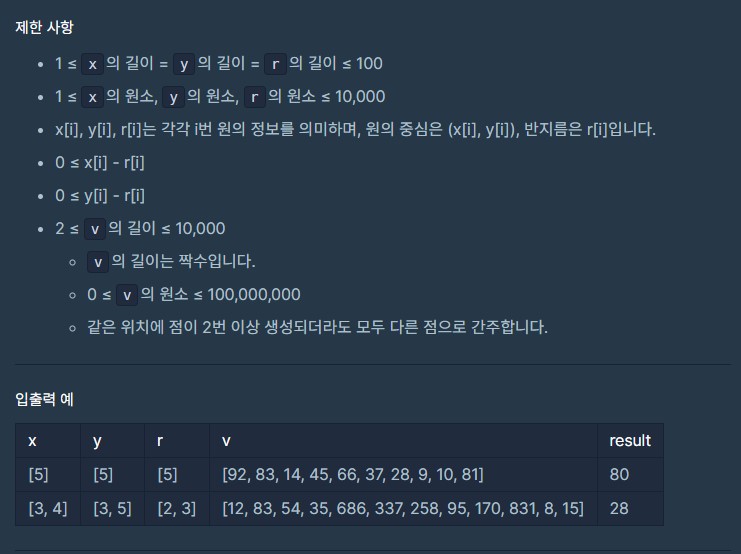 제한 사항
1 ≤ x 의 길이 = y 의 길이 = r 의 길이 ≤ 100
1 ≤ x 의 원소, y 의 원소, r 의 원소 ≤ 10,000
x[i], y[i], r[i]는 각각 i번 원의 정보를 의미하며, 원의 중심은 (x[i], y[i]), 반지름은 r[i]입니다.
0 ≤ x[i] - r[i]
0 ≤ y[i] - r[i]
2 ≤ v 의 길이 ≤ 10,000
v 의 길이는 짝수입니다.
0 ≤ v 의 원소 ≤ 100,000,000
같은 위치에 점이 2번 이상 생성되더라도 모두 다른 점으로 간주합니다.
입출력 예
x y r v result
[5] [5] [5] [92, 83, 14, 45, 66, 37, 28, 9, 10, 81] 80
[3, 4] [3, 5] [2, 3] [12, 83, 54, 35, 686, 337, 258, 95, 170, 831, 8, 15] 28